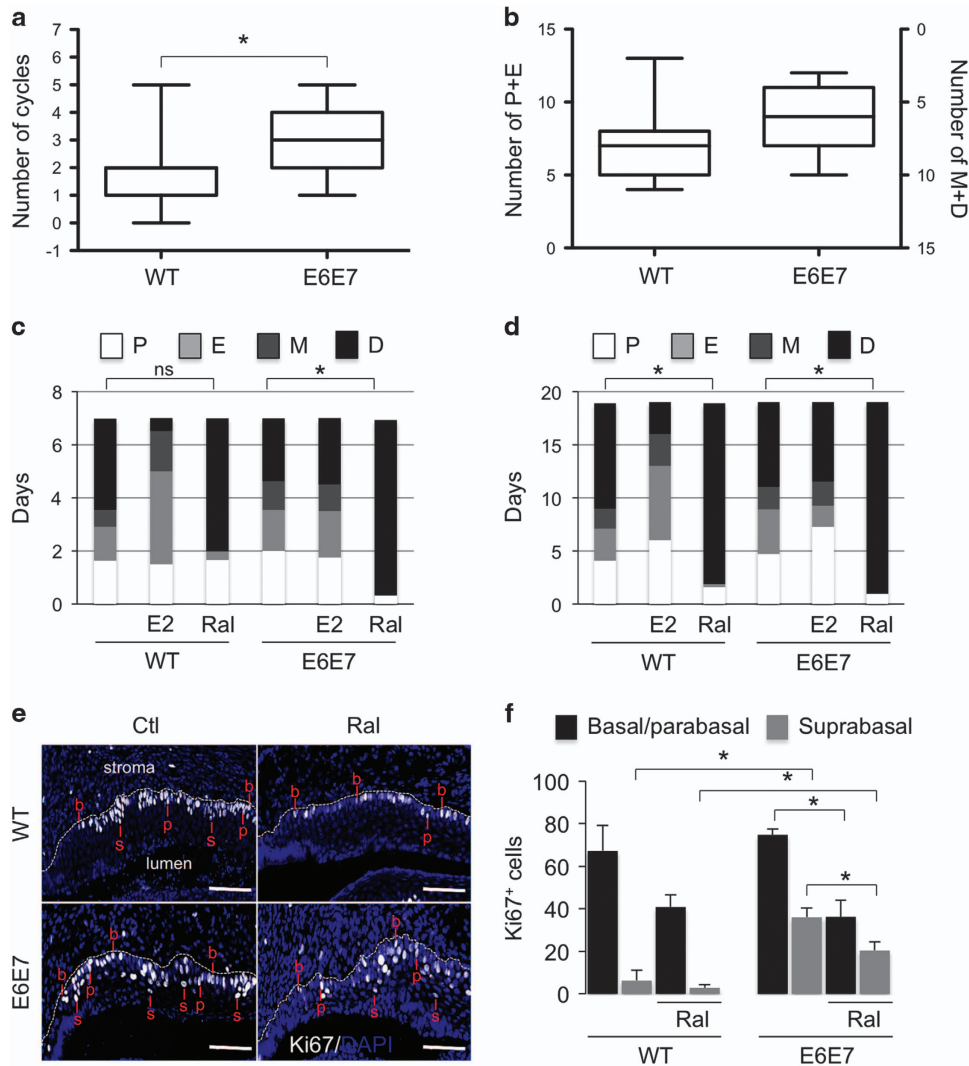 a
Number of cycles
7
6
5
4
3
2
1
0
-1
*
WT
E6E7
b
Number of P+E
15
10
5
0
0
5
10
15
Number of M+D
WT
E6E7
c
P E M D
ns
*
Days
8
6
4
2
0
E2 Ral E2 Ral
WT E6E7
d
P E M D
*
*
Days
20
15
10
5
0
E2 Ral E2 Ral
WT E6E7
e
Ctl Ral
WT
E6E7
stroma
b
b
s
p
s
p
lumen
b
b
b
p
b
b
b
p
s
s
s
p
s
b
b
p
s
p
s
Ki67/DAPI
f
Basal/parabasal Suprabasal
*
*
*
*
Ki67+ cells
100
80
60
40
20
0
Ral Ral
WT E6E7